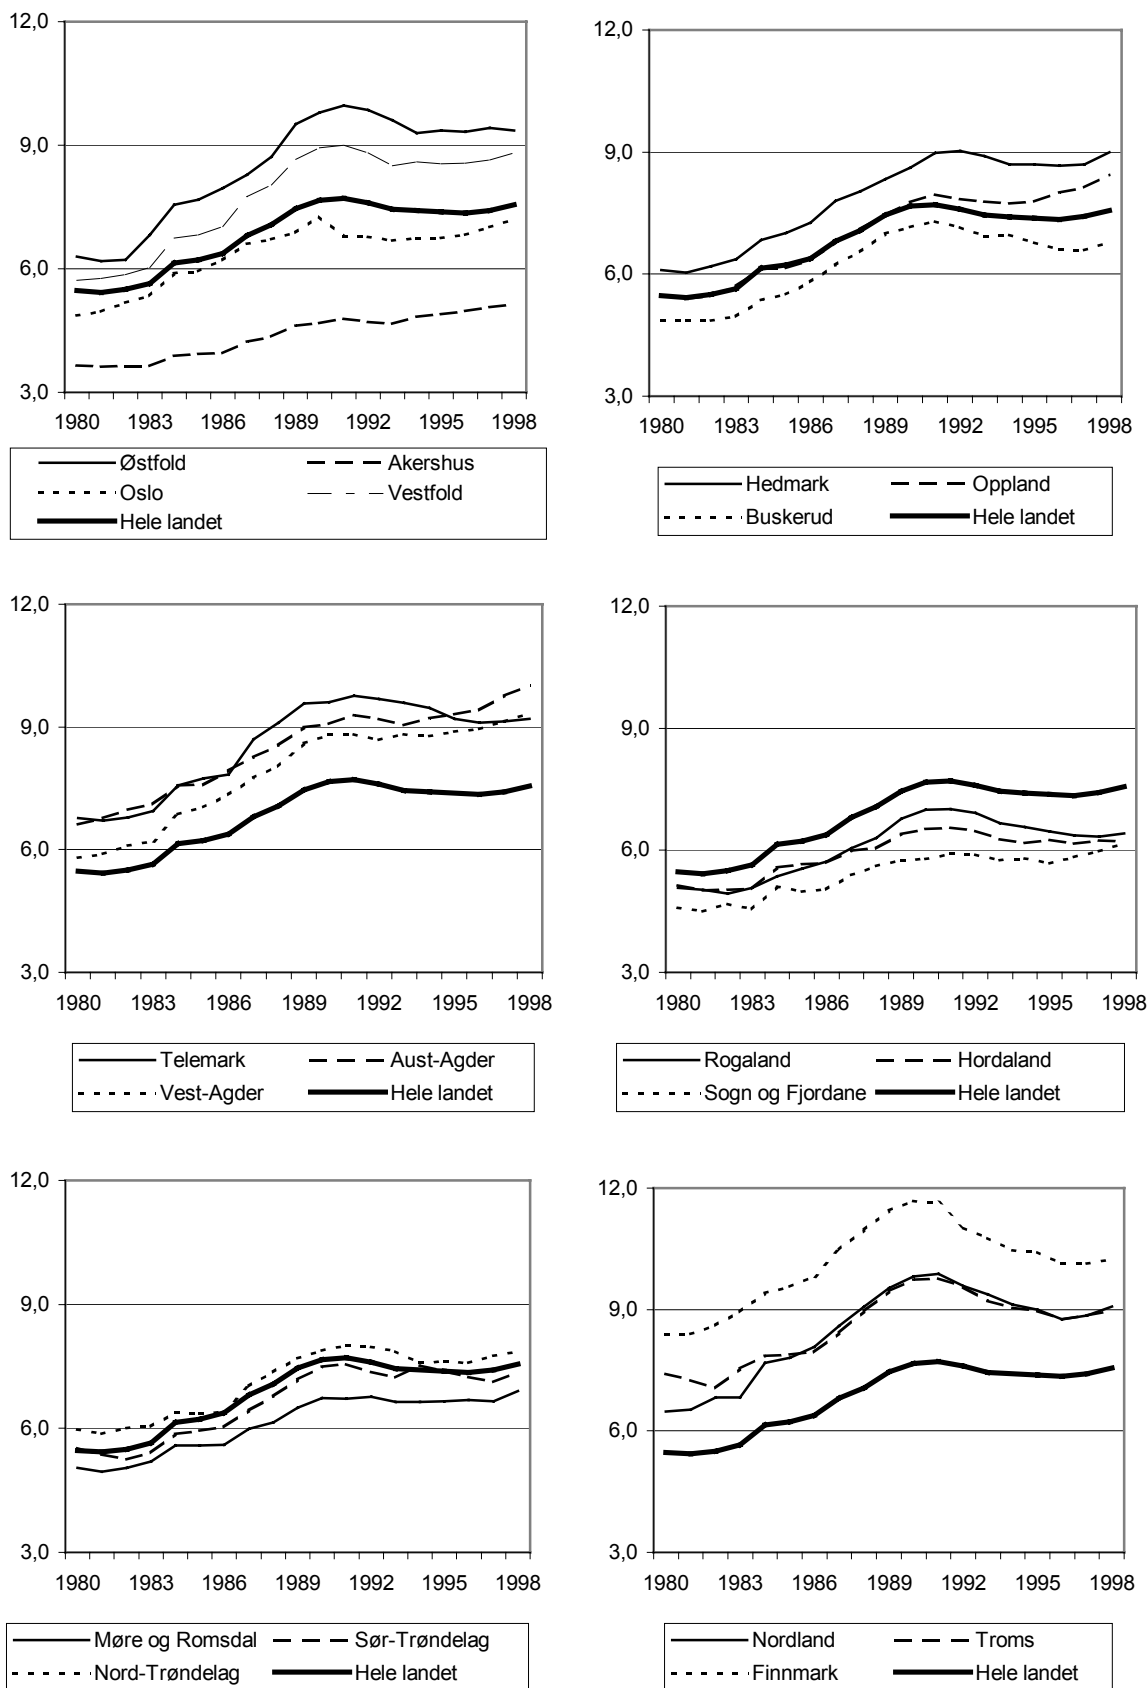 12,0
9,0
6,0
3,0
1980 1983 1986 1989 1992 1995 1998
Østfold Akershus
Oslo Vestfold
Hele landet
12,0
9,0
6,0
3,0
1980 1983 1986 1989 1992 1995 1998
Hedmark Oppland
Buskerud Hele landet
12,0
9,0
6,0
3,0
1980 1983 1986 1989 1992 1995 1998
Telemark Aust-Agder
Vest-Agder Hele landet
12,0
9,0
6,0
3,0
1980 1983 1986 1989 1992 1995 1998
Rogaland Hordaland
Sogn og Fjordane Hele landet
12,0
9,0
6,0
3,0
1980 1983 1986 1989 1992 1995 1998
Møre og Romsdal Sør-Trøndelag
Nord-Trøndelag Hele landet
12,0
9,0
6,0
3,0
1980 1983 1986 1989 1992 1995 1998
Nordland Troms
Finnmark Hele landet